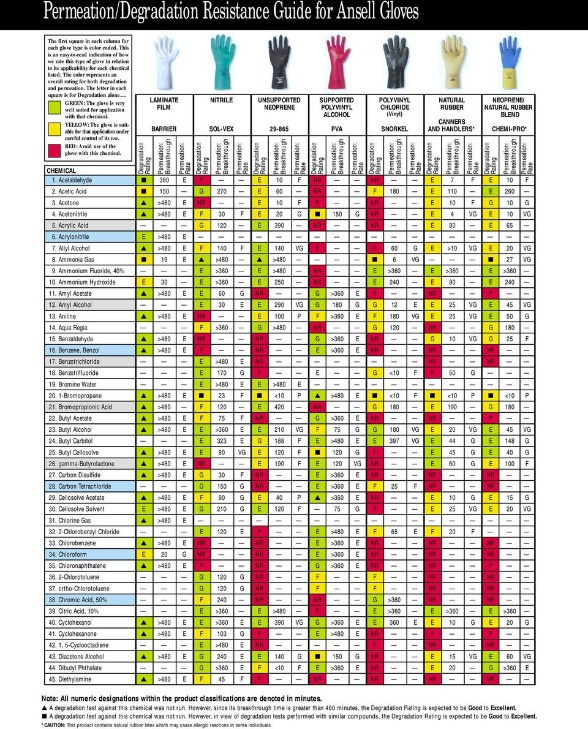 Permeation/Degradation Resistance Guide for Ansell Gloves
The first square in each column for
each glove type is color coded. This
is an easy-to-read indication of how
we rate this type of glove in relation
to its applicability for each chemical
listed. The color represents an
overall rating for both degradation
and permeation. The letter in each
square is for Degradation alone...
GREEN: The glove is very
well suited for application
with that chemical.
YELLOW: The glove is suit-
able for that application under
careful control of its use.
RED: Avoid use of the
glove with this chemical.
LAMINATE FILM NITRILE UNSUPPORTED NEOPRENE SUPPORTED POLYVINYL ALCOHOL POLYVINYL CHLORIDE (Vinyl) NATURAL RUBBER NEOPRENE/ NATURAL RUBBER BLEND
BARRIER SOL-VEX 29-865 PVA SNORKEL CANNERS AND HANDLERS* CHEMI-PRO*
CHEMICAL Degradation Rating Permeation: Breakthrough Permeation: Rate Degradation Rating Permeation: Breakthrough Permeation: Rate Degradation Rating Permeation: Breakthrough Permeation: Rate Degradation Rating Permeation: Breakthrough Permeation: Rate Degradation Rating Permeation: Breakthrough Permeation: Rate Degradation Rating Permeation: Breakthrough Permeation: Rate Degradation Rating Permeation: Breakthrough Permeation: Rate
1. Acetaldehyde ■ 380 E P — — E 10 F NR — — NR — — E 7 F E 10 F
2. Acetic Acid ■ 150 — G 270 — E 60 — NR — — F 180 — E 110 — E 260 —
3. Acetone ▲ >480 E NR — — E 10 F P — — NR — — E 10 F G 10 G
4. Acetonitrile ▲ >480 E F 30 F E 20 G ■ 150 G NR — — E 4 VG E 10 VG
5. Acrylic Acid — — — G 120 — E 390 — NR — — NR — — E 80 — E 65 —
6. Acrylonitrile E >480 E — — — — — — — — — — — — — — — — — —
7. Allyl Alcohol ▲ >480 E F 140 F E 140 VG P — — P 60 G E >10 VG E 20 VG
8. Ammonia Gas ■ 19 E ▲ >480 — ▲ >480 — — — — ■ 6 VG — — — ■ 27 VG
9. Ammonium Fluoride, 40% — — — E >360 — E >480 — NR — — E >360 — E >360 — E >360 —
10. Ammonium Hydroxide E 30 — E >360 — E 250 — NR — — E 240 — E 90 — E 240 —
11. Amyl Acetate ▲ >480 E E 60 G NR — — G >360 E P — — NR — — P — —
12. Amyl Alcohol — — — E 30 E E 290 VG G 180 G G 12 E E 25 VG E 45 VG
13. Aniline ▲ >480 E NR — — E 100 P F >360 E F 180 VG E 25 VG E 50 G
14. Aqua Regia — — — F >360 — G >480 — NR — — G 120 — NR — — G 180 —
15. Benzaldehyde ▲ >480 E NR — — NR — — G >360 E NR — — G 10 VG G 25 F
16. Benzene, Benzol ▲ >480 E P — — NR — — E >360 E NR — — NR — — NR — —
17. Benzotrichloride — — — E >480 E NR — — — — — — — — NR — — NR — —
18. Benzotrifluoride — — — E 170 G F — — E — — G <10 F P 50 G — — —
19. Bromine Water — — — E >480 E E >480 E — — — — — — — — — — — —
20. 1-Bromopropane ▲ >480 E ■ 23 F ■ <10 P ▲ >480 E ■ <10 F ■ <10 P ■ <10 P
21. Bromopropionic Acid ▲ >480 — F 120 — E 420 — NR — — G 180 — E 190 — G 180 —
22. Butyl Acetate ▲ >480 E F 75 F NR — — G >360 E NR — — NR — — P — —
23. Butyl Alcohol ▲ >480 E E >360 E E 210 VG F 75 G G 180 VG E 20 VG E 45 VG
24. Butyl Carbitol — — — E 323 E G 188 F E >480 E E 397 VG E 44 G E 148 G
25. Butyl Cellosolve ▲ >480 E E 90 VG E 120 F ■ 120 G P — — E 45 G E 40 G
26. gamma-Butyrolactone ▲ >480 E NR — — E 190 F E 120 VG NR — — E 60 G E 100 F
27. Carbon Disulfide ▲ >480 E G 30 F NR — — E >360 E NR — — NR — — NR — —
28. Carbon Tetrachloride — — — G 150 G NR — — E >360 E F 25 F NR — — NR — —
29. Cellosolve Acetate ▲ >480 E F 90 G E 40 P ▲ >360 E NR — — E 10 G E 15 G
30. Cellosolve Solvent E >480 E G 210 G E 120 F — 75 G P — — E 25 VG E 20 VG
31. Chlorine Gas ▲ >480 E — — — — — — — — — — — — — — — — — —
32. 2-Chlorobenzyl Chloride — — — E 120 E P — — E >480 E F 65 E F 20 F — — —
33. Chlorobenzene ▲ >480 E NR — — NR — — E >360 E NR — — NR — — NR — —
34. Chloroform E 20 G NR — — NR — — E >360 E NR — — NR — — NR — —
35. Chloronaphthalene ▲ >480 E P — — NR — — G >360 E NR — — NR — — P — —
36. 2-Chlorotoluene — — — G 120 G NR — — F — — F — — NR — — P — —
37. ortho-Chlorotoluene — — — G 120 G NR — — F — — F — — NR — — P — —
38. Chromic Acid, 50% — — — F 240 — NR — — NR — — G >360 — NR — — NR — —
39. Citric Acid, 10% — — — E >360 — E >480 — P — — E >360 — E >360 — E >360 —
40. Cyclohexanol ▲ >480 E E >360 E E 390 VG G >360 E E 360 E E 10 G E 20 G
41. Cyclohexanone ▲ >480 E F 103 G P — — E >480 E NR — — P — — P — —
42. 1, 5-Cyclooctadiene — — — E >480 E NR — — — — — P — — NR — — NR — —
43. Diacetone Alcohol ▲ >480 E G 240 E E 140 G ■ 150 G NR — — E 15 VG E 60 VG
44. Dibutyl Phthalate — — — G >360 E F <10 F E >360 E NR — — E 20 — G >360 E
45. Diethylamine ▲ >480 E F 45 F P — — NR — — NR — — NR — — NR — —
Note: All numeric designations within the product classifications are denoted in minutes.
▲ A degradation test against this chemical was not run. However, since its breakthrough time is greater than 480 minutes, the Degradation Rating is expected to be Good to Excellent.
■ A degradation test against this chemical was not run. However, in view of degradation tests performed with similar compounds, the Degradation Rating is expected to be Good to Excellent.
* CAUTION: This product contains natural rubber latex which may cause allergic reactions in some individuals.